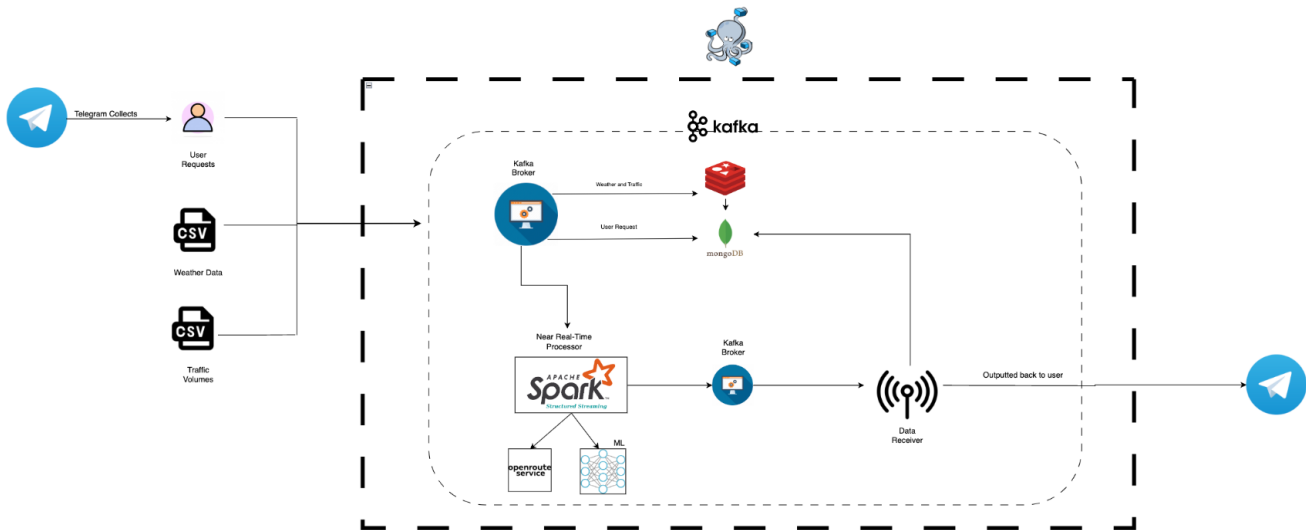 Telegram Collects
User
Requests
CSV
Weather Data
CSV
Traffic
Volumes
kafka
Kafka
Broker
Weather and Traffic
User Request
mongoDB
Near Real-Time
Processor
APACHE
Spark
Structured Streaming
openroute
service
ML
Kafka
Broker
Data
Receiver
Outputted back to user